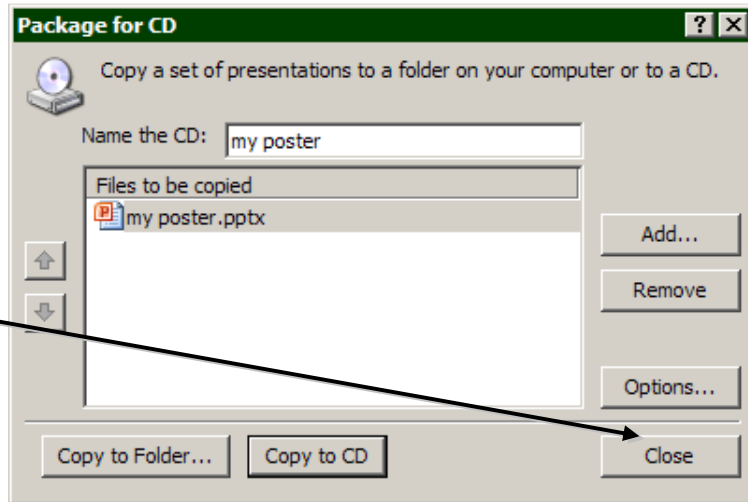 Package for CD
Copy a set of presentations to a folder on your computer or to a CD.
Name the CD: my poster
Files to be copied
my poster.pptx
Add...
Remove
Options...
Copy to Folder... Copy to CD Close